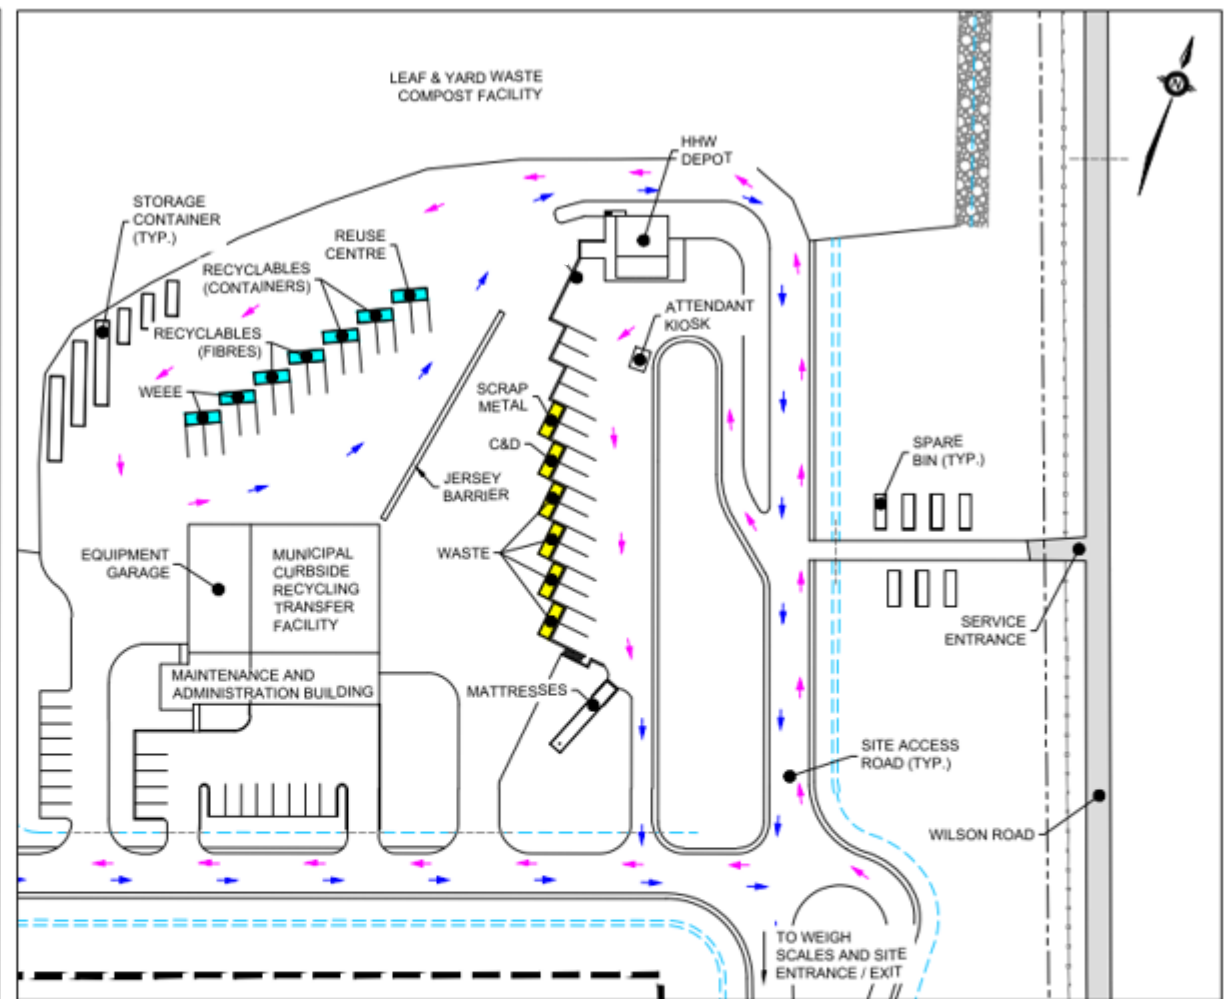 LEAF & YARD WASTE
COMPOST FACILITY
N
HHW
DEPOT
STORAGE
CONTAINER
(TYP.)
REUSE
CENTRE
RECYCLABLES
(CONTAINERS)
ATTENDANT
KIOSK
RECYCLABLES
(FIBRES)
WEEE
SCRAP
METAL
C&D
JERSEY
BARRIER
SPARE
BIN (TYP.)
WASTE
EQUIPMENT
GARAGE
MUNICIPAL
CURBSIDE
RECYCLING
TRANSFER
FACILITY
SERVICE
ENTRANCE
MAINTENANCE AND
ADMINISTRATION BUILDING
MATTRESSES
SITE ACCESS
ROAD (TYP.)
WILSON ROAD
TO WEIGH
SCALES AND SITE
ENTRANCE / EXIT